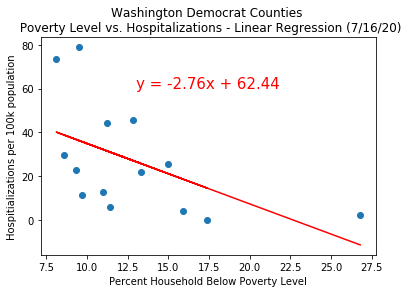 Washington Democrat Counties
Poverty Level vs. Hospitalizations - Linear Regression (7/16/20)
80
60
40
20
0
Hospitializations per 100k population
y = -2.76x + 62.44
7.5 10.0 12.5 15.0 17.5 20.0 22.5 25.0 27.5
Percent Household Below Poverty Level